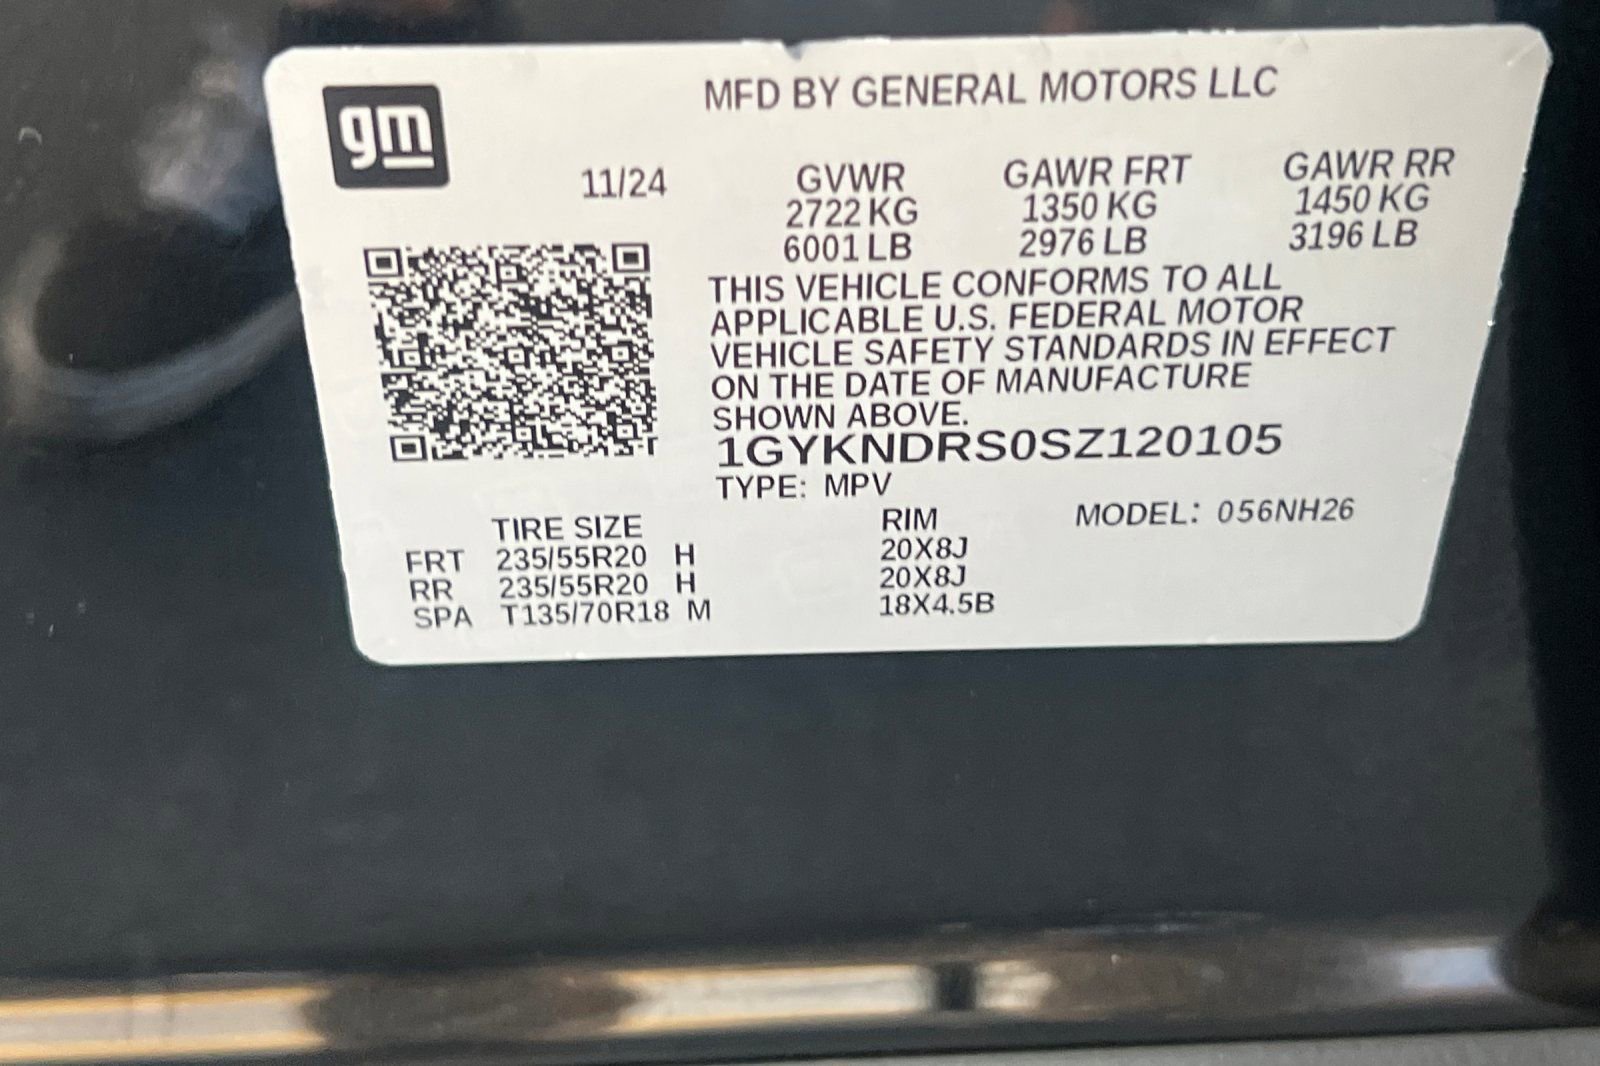 gm
MFD BY GENERAL MOTORS LLC
11/24 GVWR GAWR FRT GAWR RR
2722 KG 1350 KG 1450 KG
6001 LB 2976 LB 3196 LB
THIS VEHICLE CONFORMS TO ALL
APPLICABLE U.S. FEDERAL MOTOR
VEHICLE SAFETY STANDARDS IN EFFECT
ON THE DATE OF MANUFACTURE
SHOWN ABOVE.
1GYKNDRS0SZ120105
TYPE: MPV
TIRE SIZE RIM MODEL: 056NH26
FRT 235/55R20 H 20X8J
RR 235/55R20 H 20X8J
SPA T135/70R18 M 18X4.5B